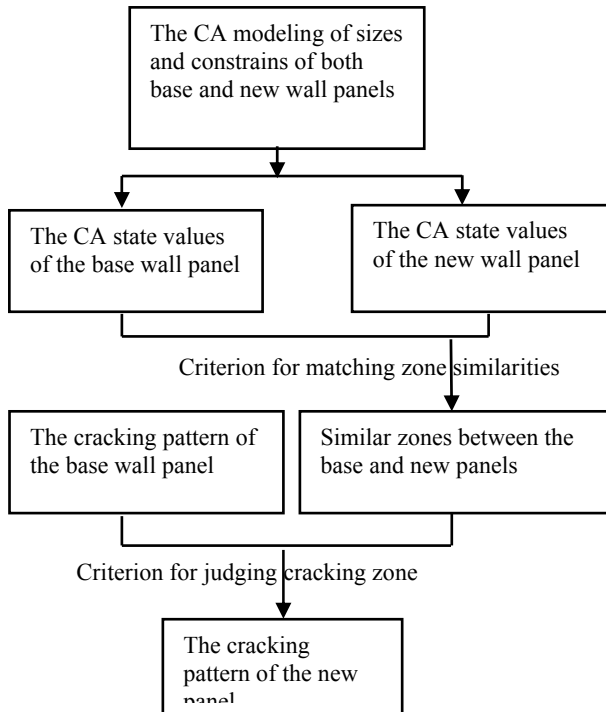 The CA modeling of sizes
and constrains of both
base and new wall panels
The CA state values
of the base wall panel
The CA state values
of the new wall panel
Criterion for matching zone similarities
The cracking pattern of
the base wall panel
Similar zones between the
base and new panels
Criterion for judging cracking zone
The cracking
pattern of the new
panel